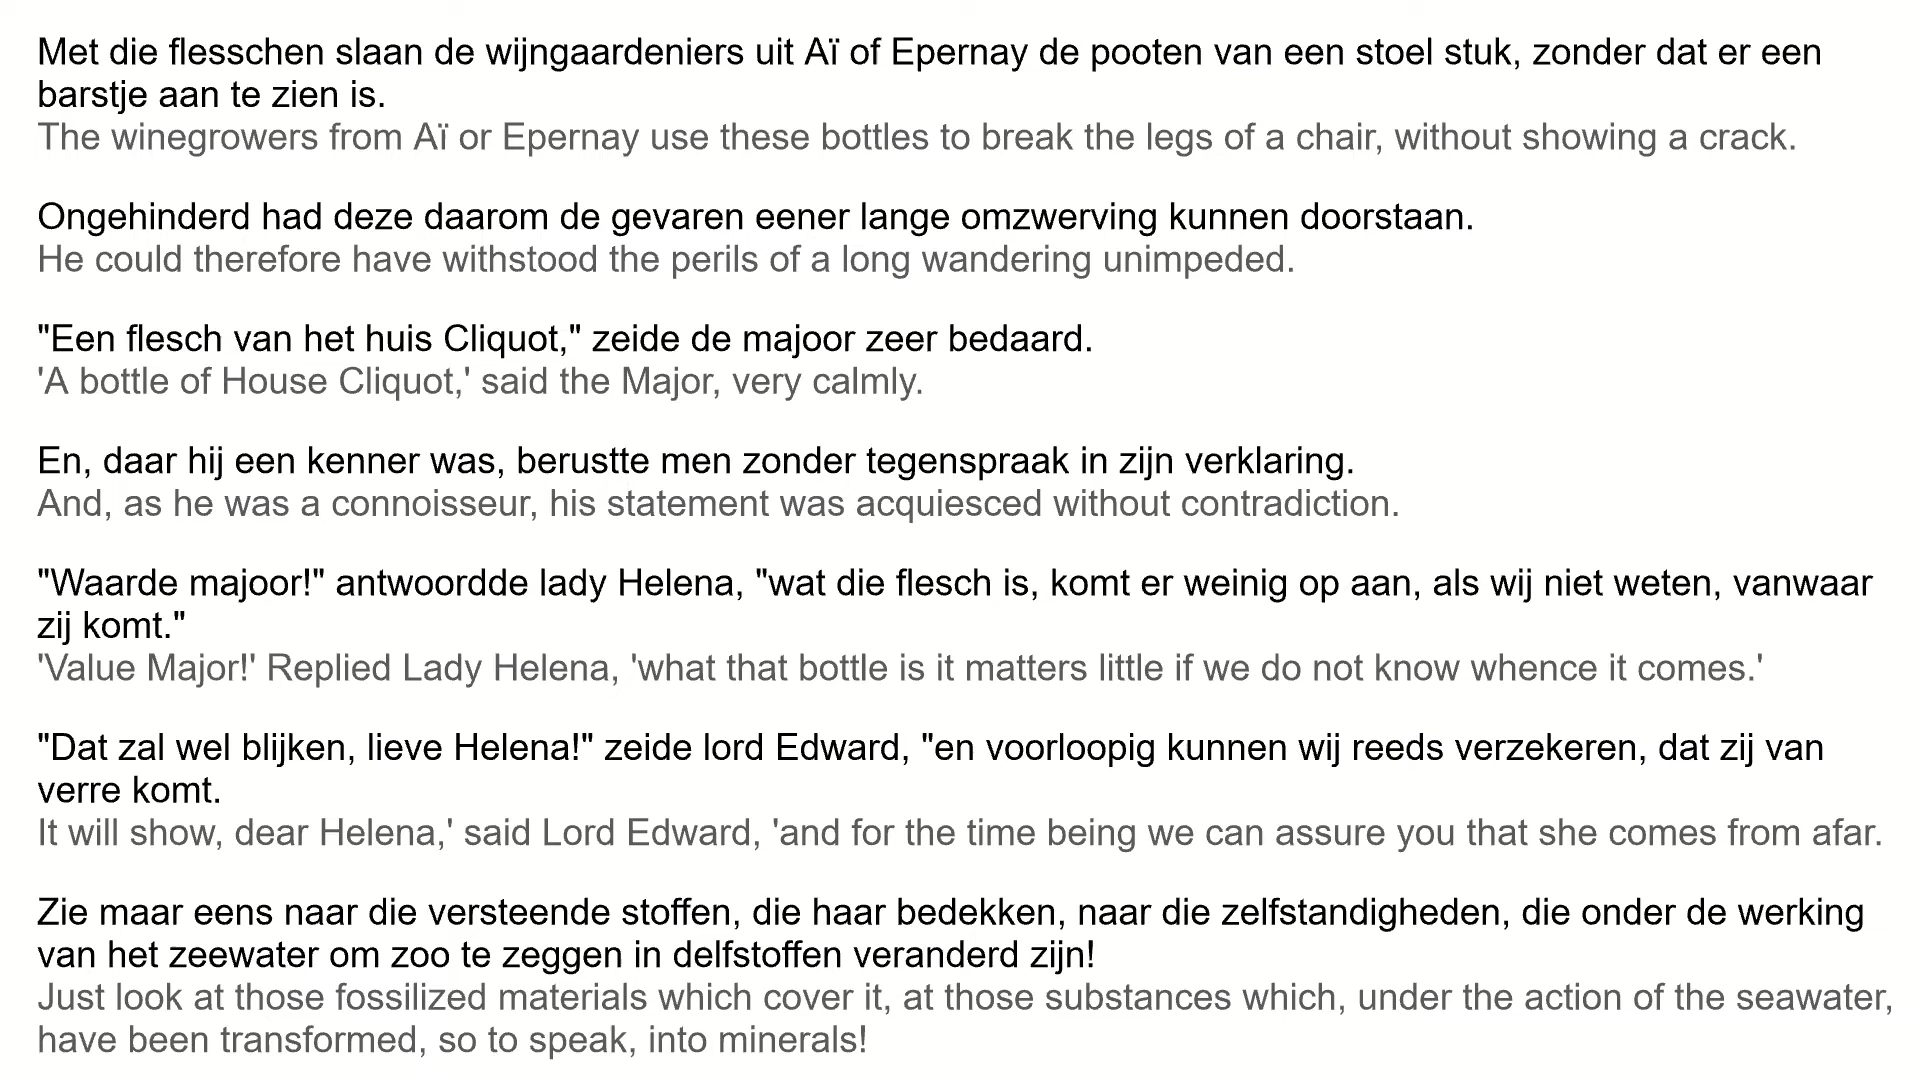 Met die flesschen slaan de wijngaardeniers uit Aï of Epernay de pooten van een stoel stuk, zonder dat er een
barstje aan te zien is.
The winegrowers from Aï or Epernay use these bottles to break the legs of a chair, without showing a crack.
Ongehinderd had deze daarom de gevaren eener lange omzwerving kunnen doorstaan.
He could therefore have withstood the perils of a long wandering unimpeded.
"Een flesch van het huis Cliquot," zeide de majoor zeer bedaard.
'A bottle of House Cliquot,' said the Major, very calmly.
En, daar hij een kenner was, berustte men zonder tegenspraak in zijn verklaring.
And, as he was a connoisseur, his statement was acquiesced without contradiction.
"Waarde majoor!" antwoordde lady Helena, "wat die flesch is, komt er weinig op aan, als wij niet weten, vanwaar
zij komt."
'Value Major!' Replied Lady Helena, 'what that bottle is it matters little if we do not know whence it comes.'
"Dat zal wel blijken, lieve Helena!" zeide lord Edward, "en voorloopig kunnen wij reeds verzekeren, dat zij van
verre komt.
It will show, dear Helena,' said Lord Edward, 'and for the time being we can assure you that she comes from afar.
Zie maar eens naar die versteende stoffen, die haar bedekken, naar die zelfstandigheden, die onder de werking
van het zeewater om zoo te zeggen in delfstoffen veranderd zijn!
Just look at those fossilized materials which cover it, at those substances which, under the action of the seawater,
have been transformed, so to speak, into minerals!